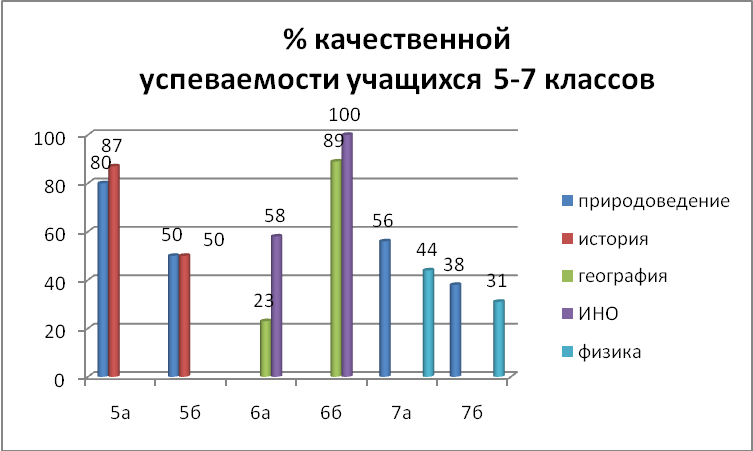 % качественной
успеваемости учащихся 5-7 классов
100
80
60
40
20
0
80
87
50
50
23
58
89
100
56
44
38
31
5а
5б
6а
6б
7а
7б
природоведение
история
география
ИНО
физика